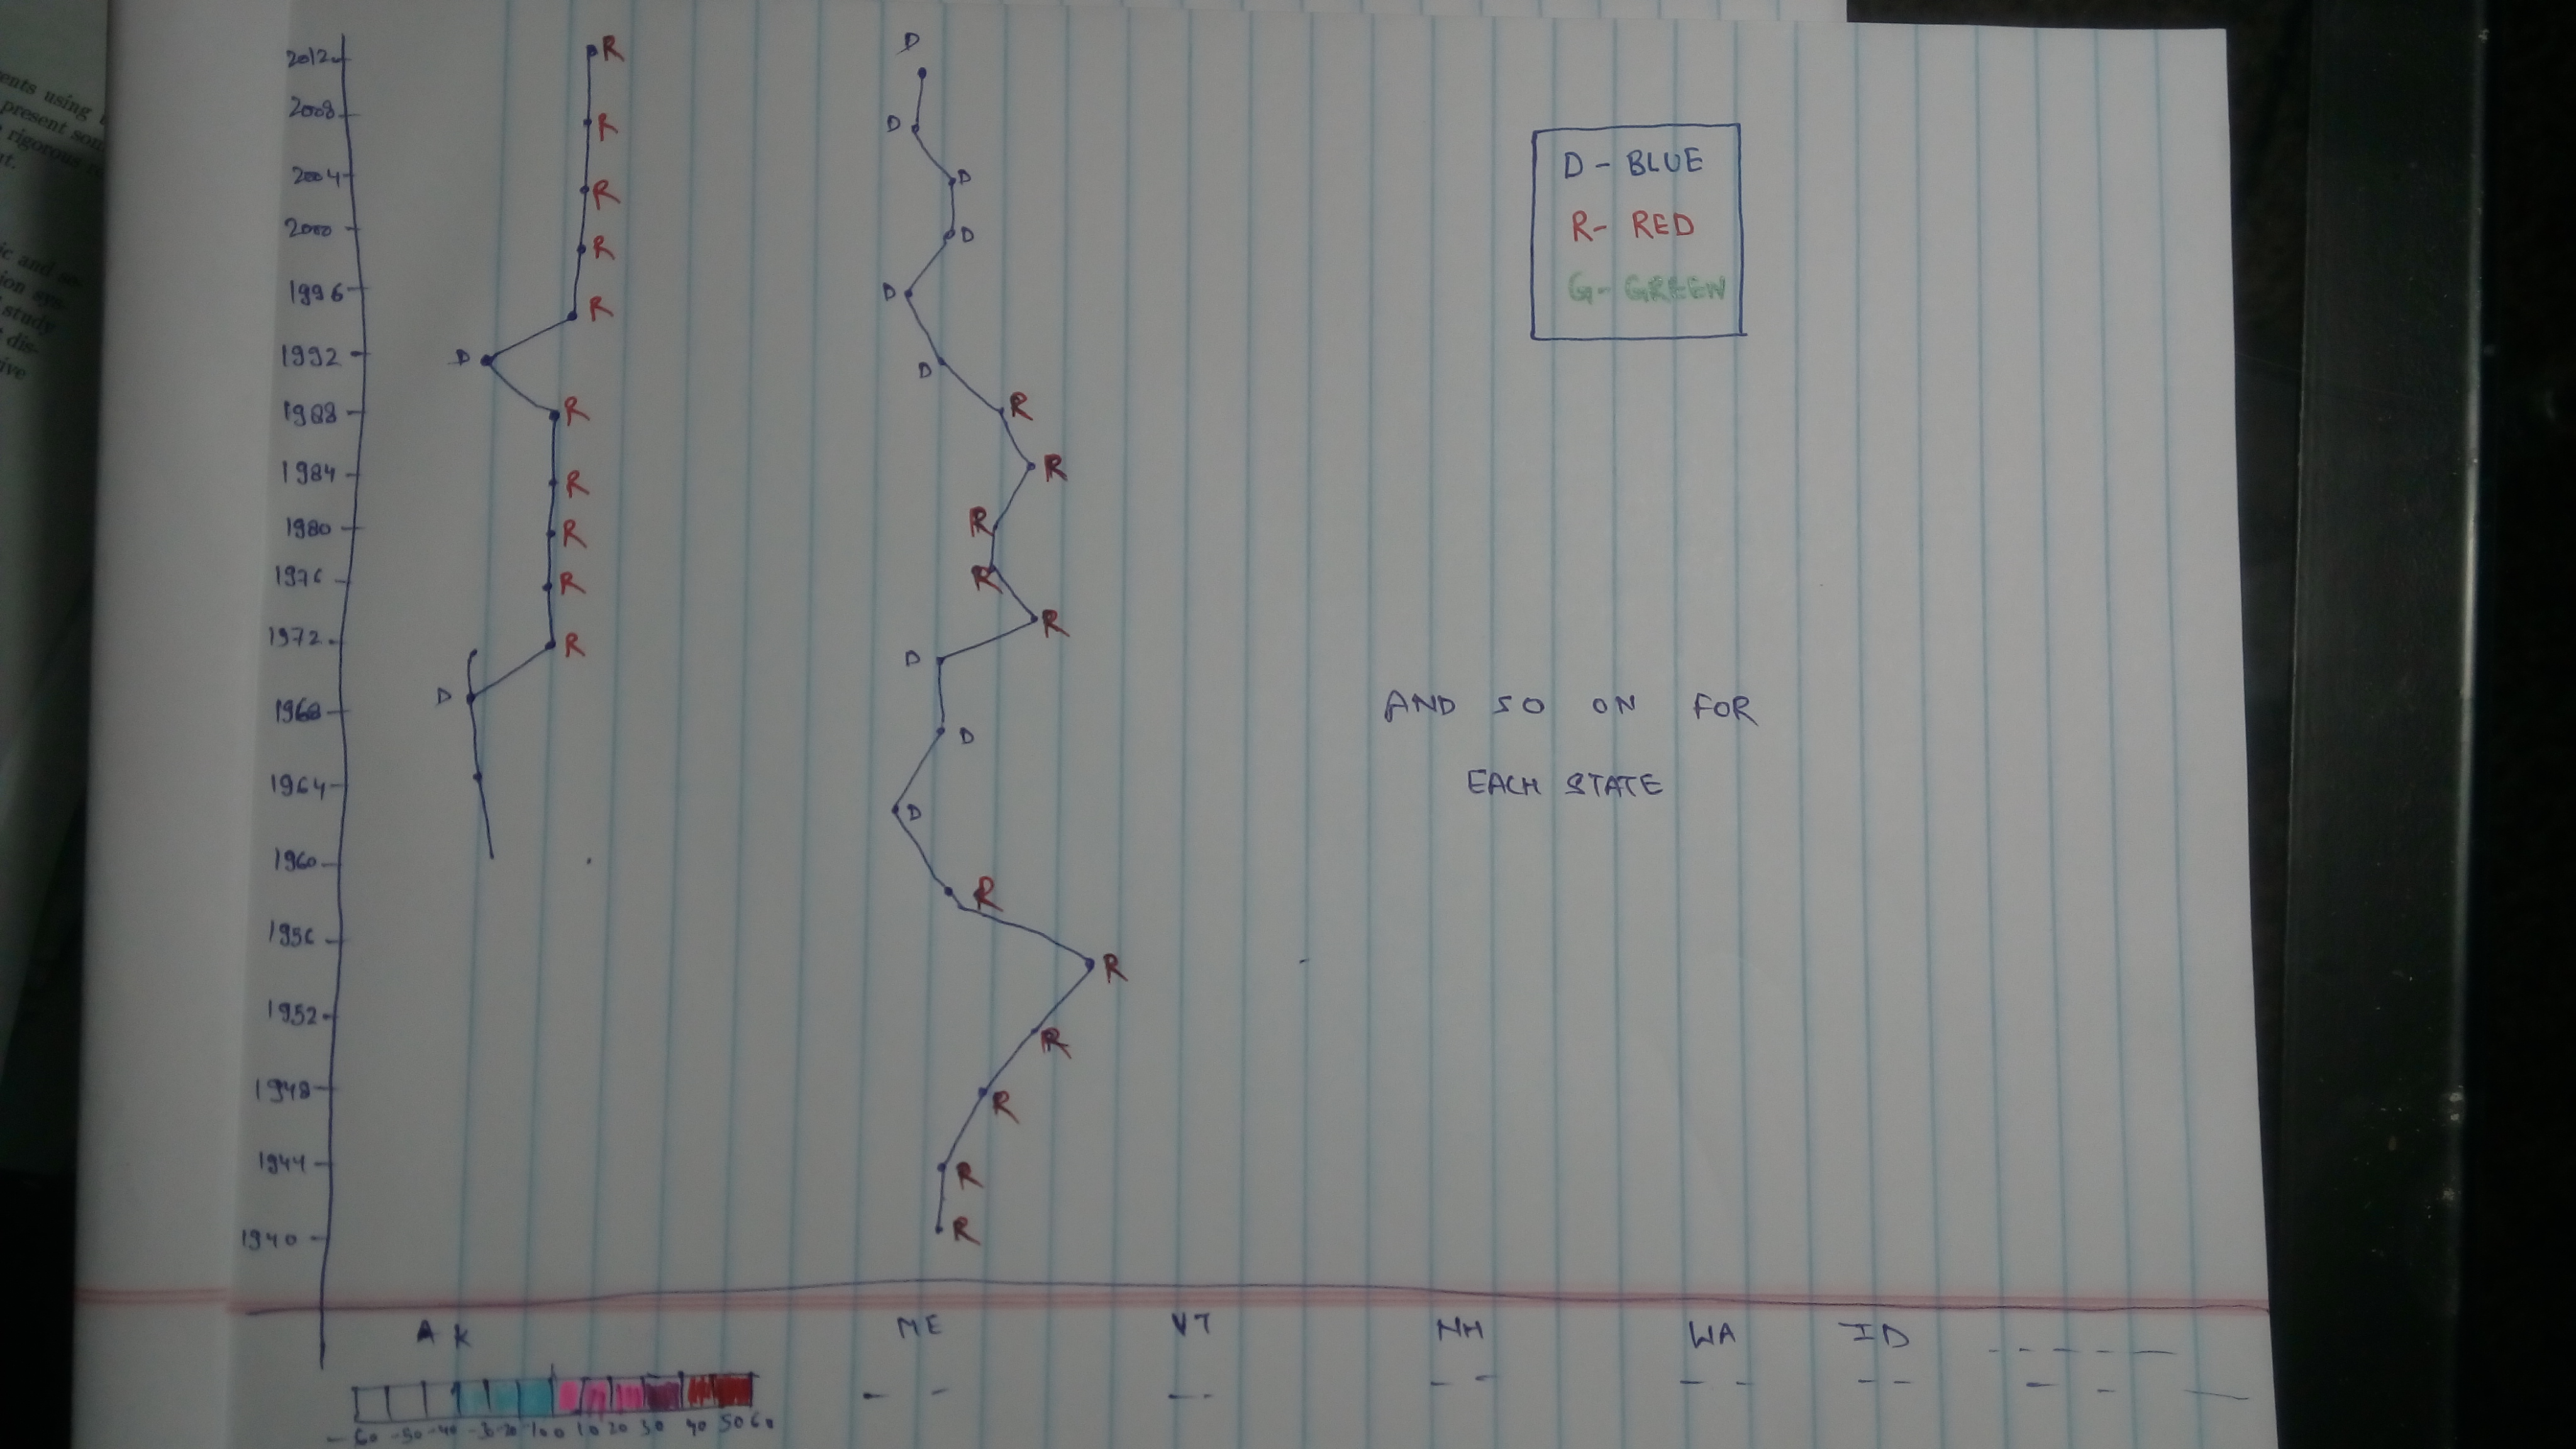 ents using
present som
rigorous
nt.
ic and se-
ion sys-
study
dis-
ive
2012
2008
2004
2000
1996
1992
1988
1984
1980
1976
1972
1968
1964
1960
1956
1952
1948
1944
1940
R
R
R
R
R
D
R
R
R
R
R
D
D
D
D
D
D
D
R
R
R
R
R
D
D
D
R
R
R
R
R
R
D - BLUE
R- RED
G- GREEN
AND SO ON FOR
EACH STATE
AK ME VT NH WA ID
-60 -50 -40 -30 -20 -10 0 10 20 30 40 50 60